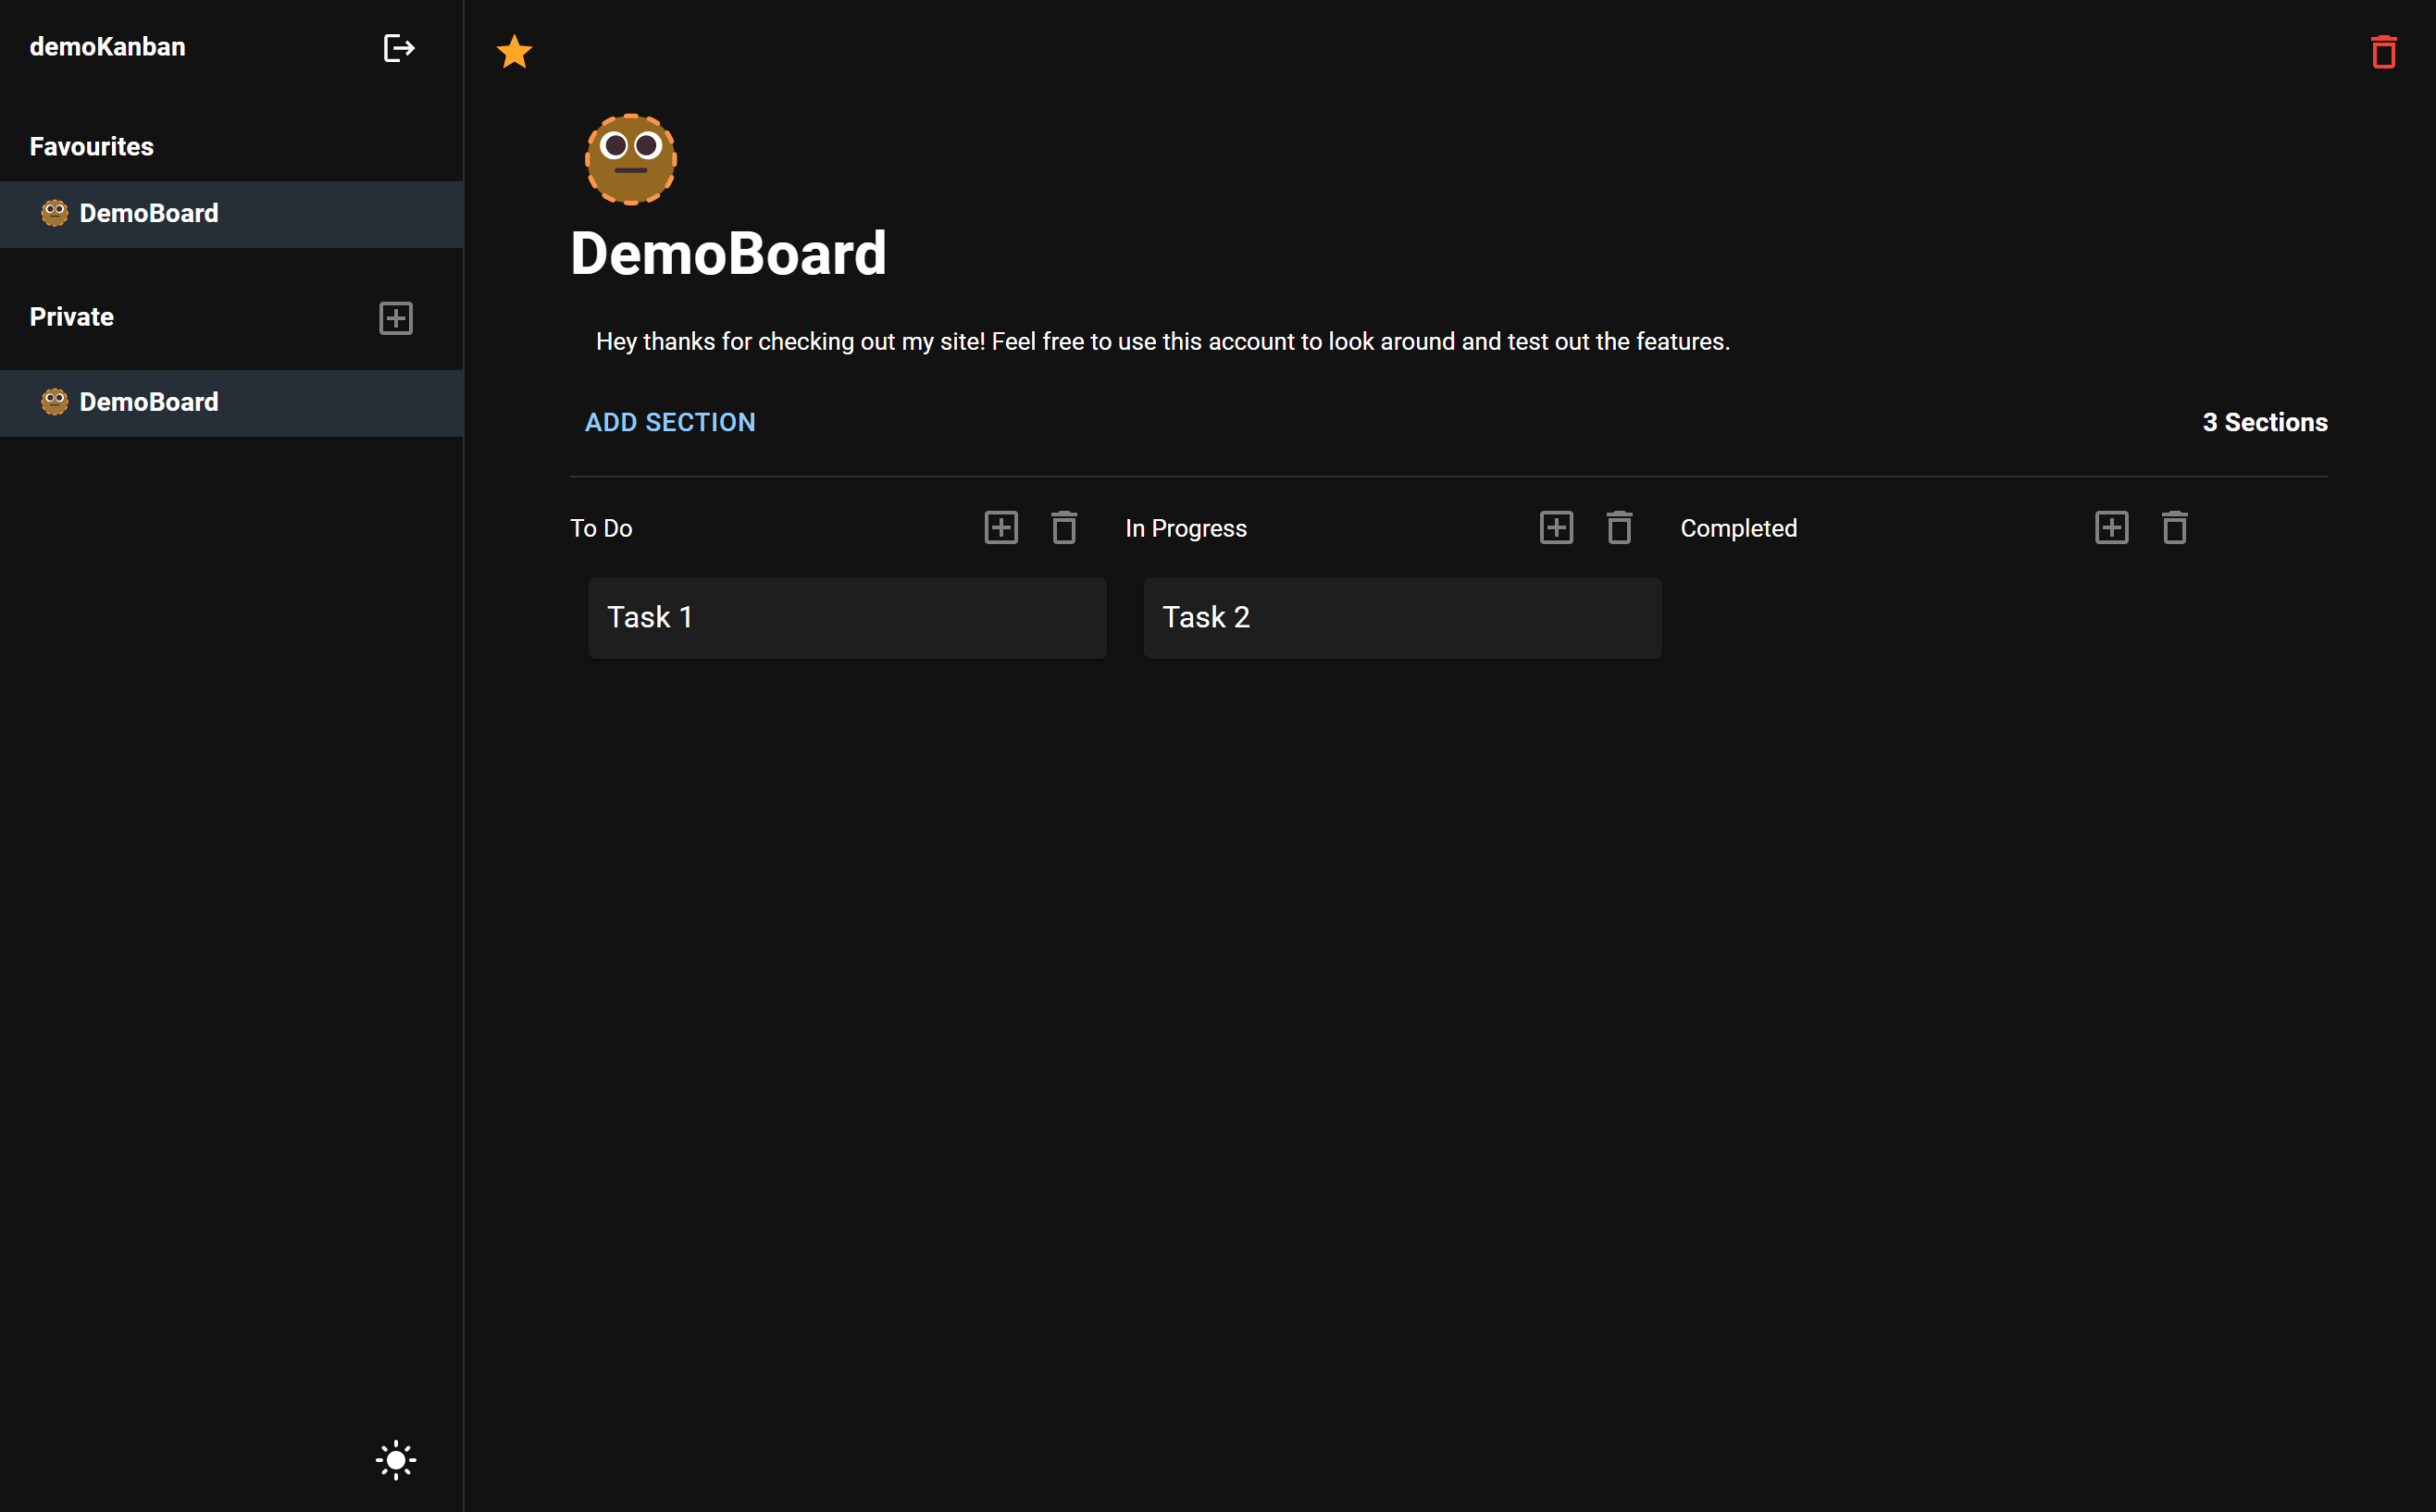 demoKanban
Favourites
DemoBoard
Private
DemoBoard
DemoBoard
Hey thanks for checking out my site! Feel free to use this account to look around and test out the features.
ADD SECTION
3 Sections
To Do
In Progress
Completed
Task 1
Task 2